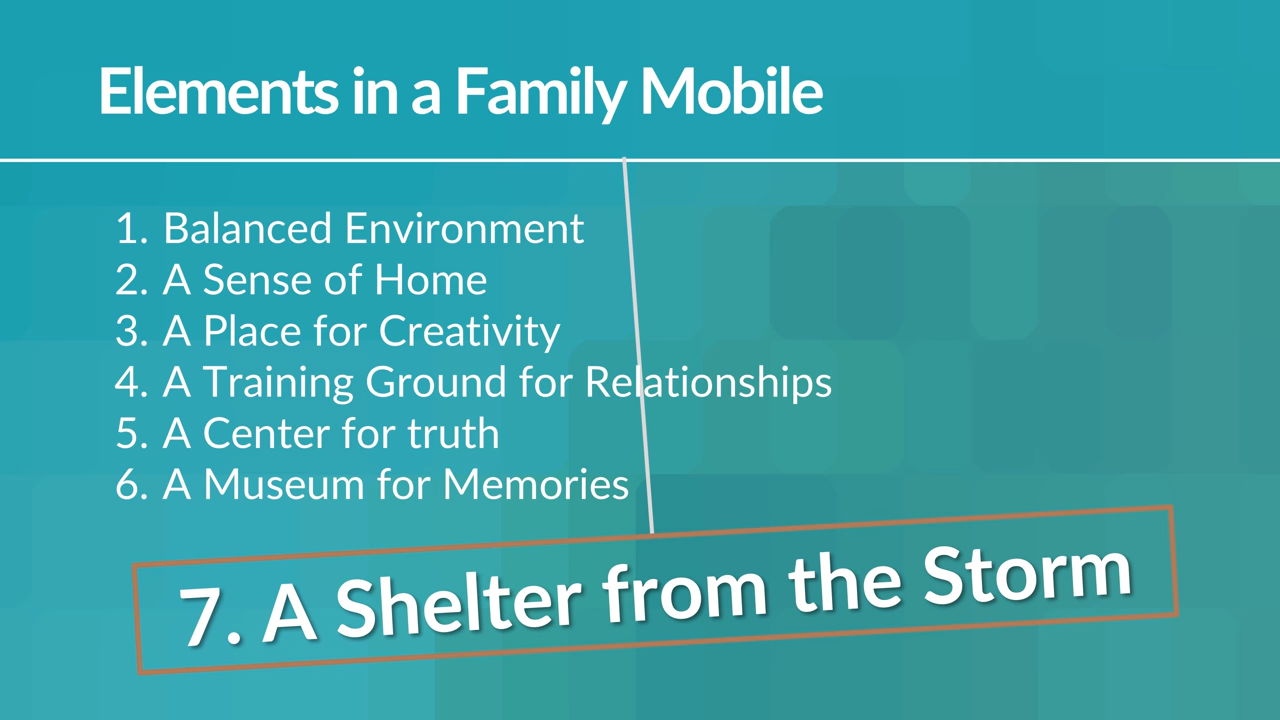 Elements in a Family Mobile
1. Balanced Environment
2. A Sense of Home
3. A Place for Creativity
4. A Training Ground for Relationships
5. A Center for truth
6. A Museum for Memories
7. A Shelter from the Storm